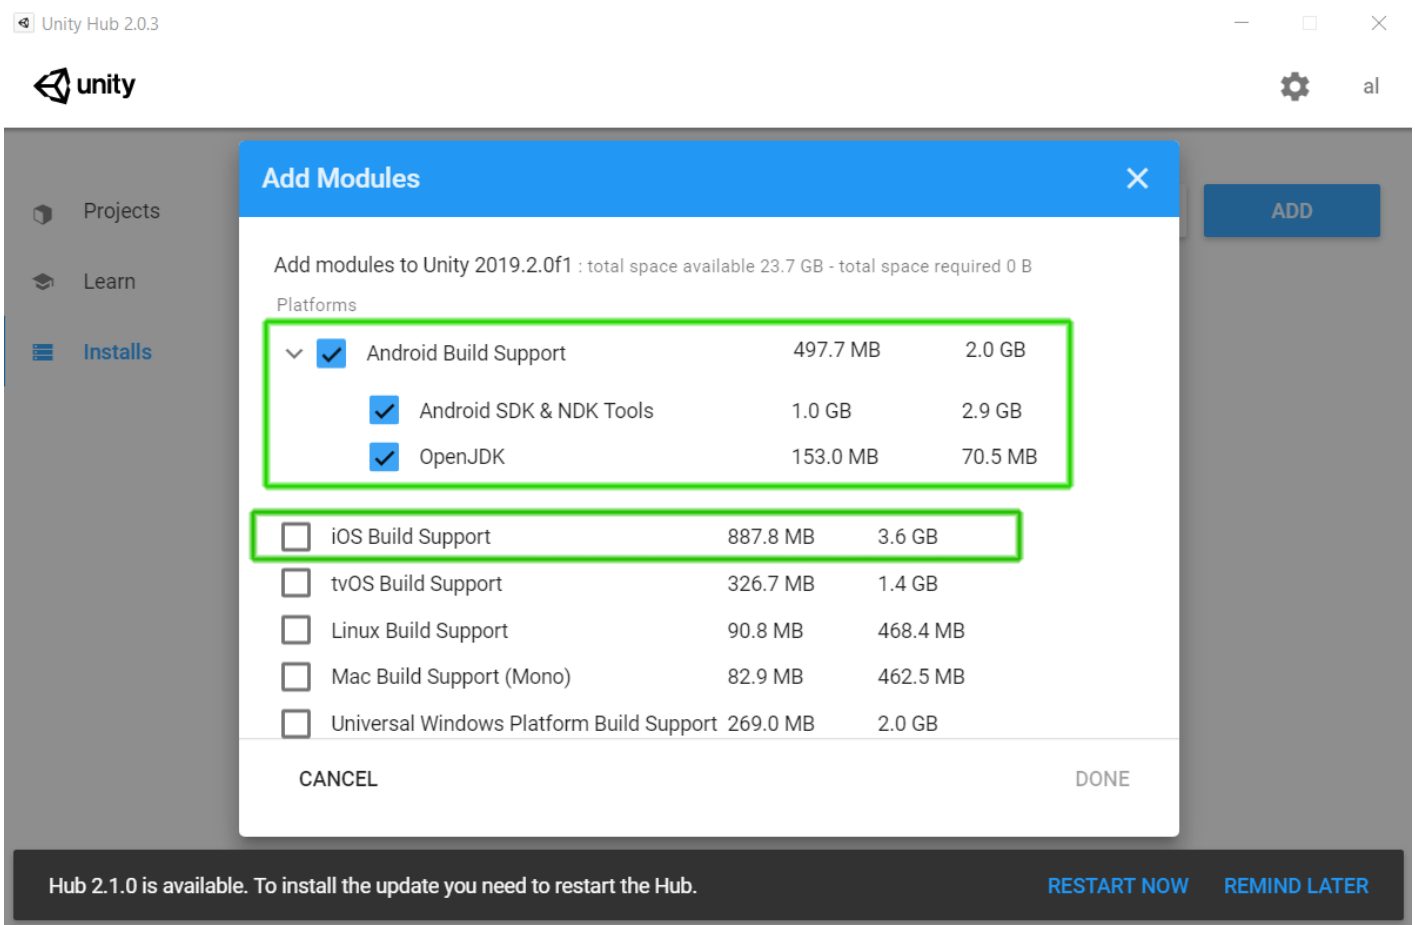 Unity Hub 2.0.3
unity
al
Add Modules
ADD
Projects
Learn
Installs
Add modules to Unity 2019.2.0f1 : total space available 23.7 GB - total space required 0 B
Platforms
Android Build Support 497.7 MB 2.0 GB
Android SDK & NDK Tools 1.0 GB 2.9 GB
OpenJDK 153.0 MB 70.5 MB
iOS Build Support 887.8 MB 3.6 GB
tvOS Build Support 326.7 MB 1.4 GB
Linux Build Support 90.8 MB 468.4 MB
Mac Build Support (Mono) 82.9 MB 462.5 MB
Universal Windows Platform Build Support 269.0 MB 2.0 GB
CANCEL DONE
Hub 2.1.0 is available. To install the update you need to restart the Hub. RESTART NOW REMIND LATER